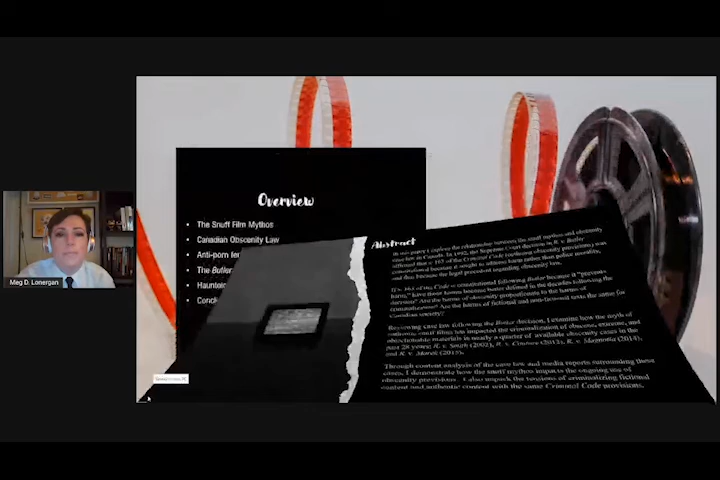 Overview
• The Snuff Film Mythos
• Canadian Obscenity Law
• Anti-porn
• The Butler
• Haunto
• Concl
Abstract
In this paper I explore the relationship between the snuff mythos and obscenity
case law in Canada. In 1992, the Supreme Court decision in R. v. Butler
affirmed that s. 163 of the Criminal Code (outlining obscenity provisions) was
constitutional because it sought to address harm rather than police morality,
and thus became the legal precedent regarding obscenity law.
If s. 163 of the Code is constitutional following Butler because it "prevents
harm," have those harms become better defined in the decades following the
decision? Are the harms of obscenity proportionate to the harms of
criminalization? Are the harms of fictional and non-fictional texts the same for
Canadian society?
Reviewing case law following the Butler decision, I examine how the myth of
authentic snuff films has impacted the criminalization of obscene, extreme, and
objectionable materials in nearly a quarter of available obscenity cases in the
past 28 years: R. v. Smith (2002), R. v. Couture (2012), R. v. Magnotta (2014),
and R. v. Marek (2015).
Through content analysis of the case law and media reports surrounding these
cases, I demonstrate how the snuff mythos impacts the ongoing use of
obscenity provisions. I also unpack the tensions of criminalizing fictional
content and authentic content with the same Criminal Code provisions.
Meg D. Lonergan